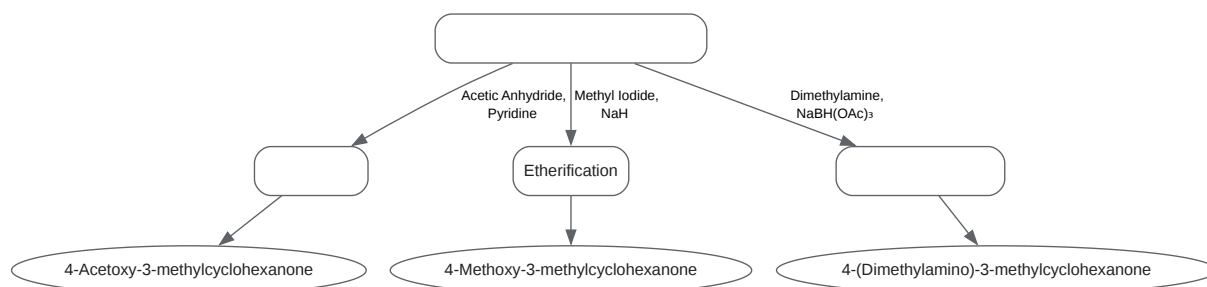 Acetic Anhydride,
Pyridine
Methyl Iodide,
NaH
Dimethylamine,
NaBH(OAc)₃
Etherification
4-Acetoxy-3-methylcyclohexanone
4-Methoxy-3-methylcyclohexanone
4-(Dimethylamino)-3-methylcyclohexanone